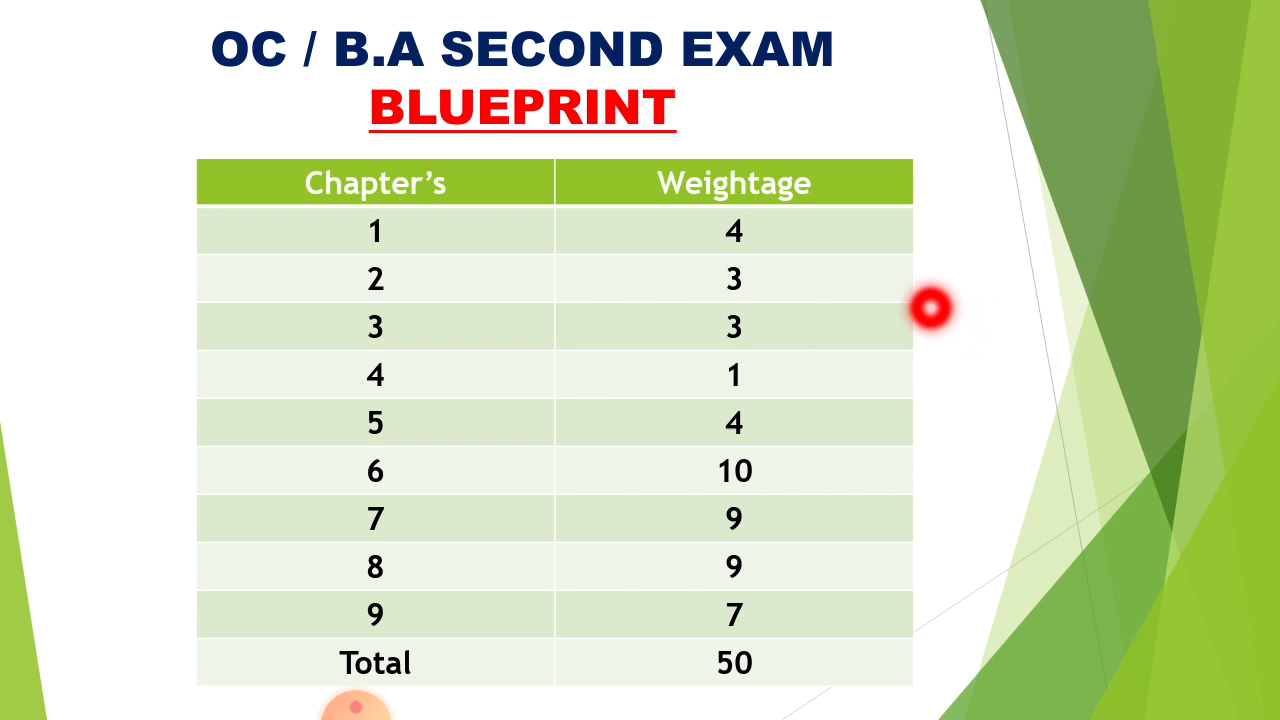 OC / B.A SECOND EXAM
BLUEPRINT
Chapter’s Weightage
1 4
2 3
3 3
4 1
5 4
6 10
7 9
8 9
9 7
Total 50